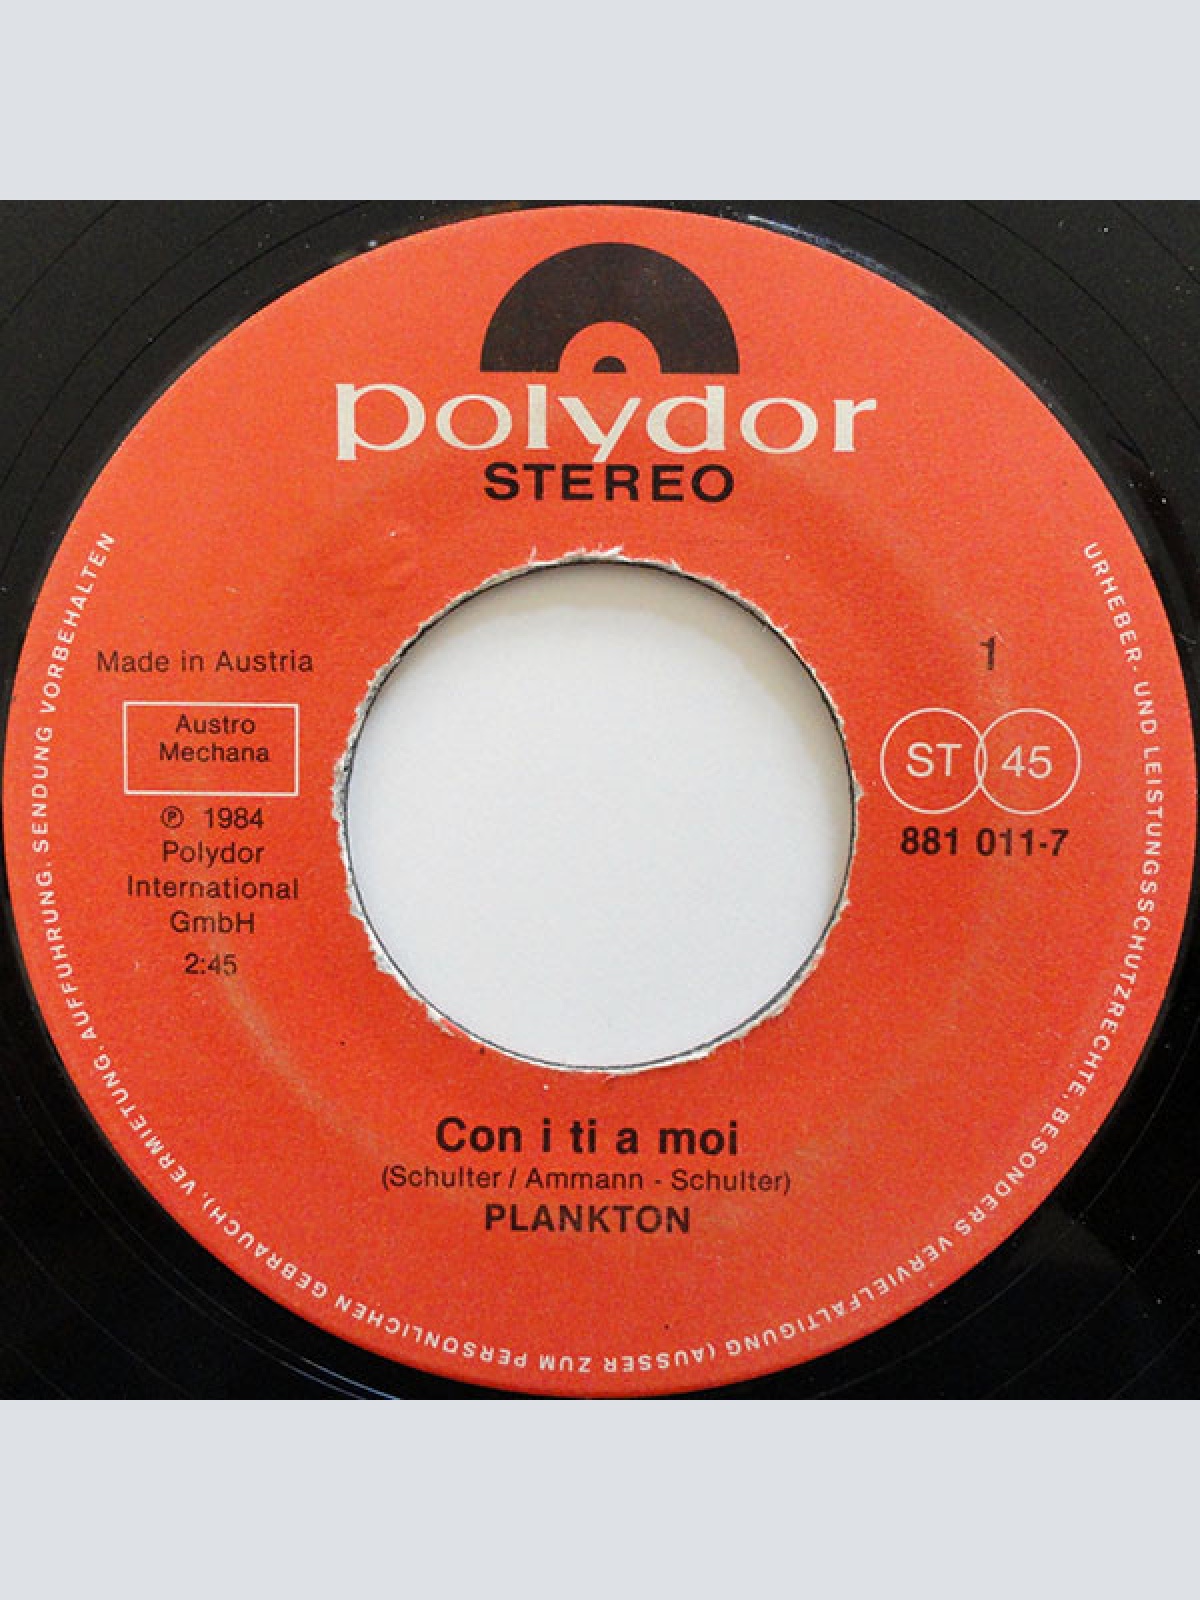 polydor
STEREO
Made in Austria
Austro
Mechana
℗ 1984
Polydor
International
GmbH
2:45
1
ST 45
881 011-7
Con i ti a moi
(Schulter / Ammann - Schulter)
PLANKTON
URHEBER- UND LEISTUNGSSCHUTZRECHTE, BESONDERS VERVIELFÄLTIGUNG (AUSSER ZUM PERSÖNLICHEN GEBRAUCH), VERMIETUNG, AUFFÜHRUNG, SENDUNG VORBEHALTEN